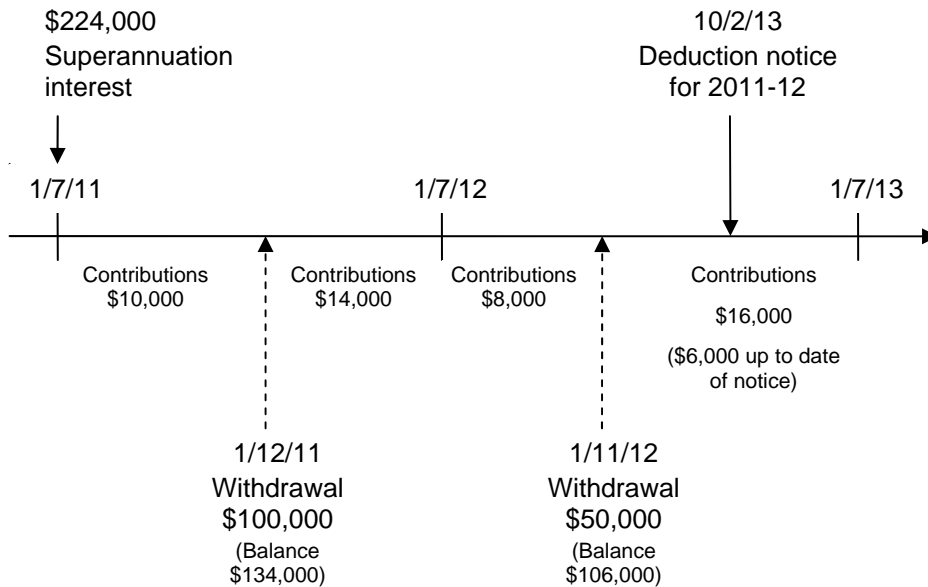 $224,000
Superannuation
interest
10/2/13
Deduction notice
for 2011-12
1/7/11
1/7/12
1/7/13
Contributions
$10,000
Contributions
$14,000
Contributions
$8,000
Contributions
$16,000
($6,000 up to date
of notice)
1/12/11
Withdrawal
$100,000
(Balance
$134,000)
1/11/12
Withdrawal
$50,000
(Balance
$106,000)